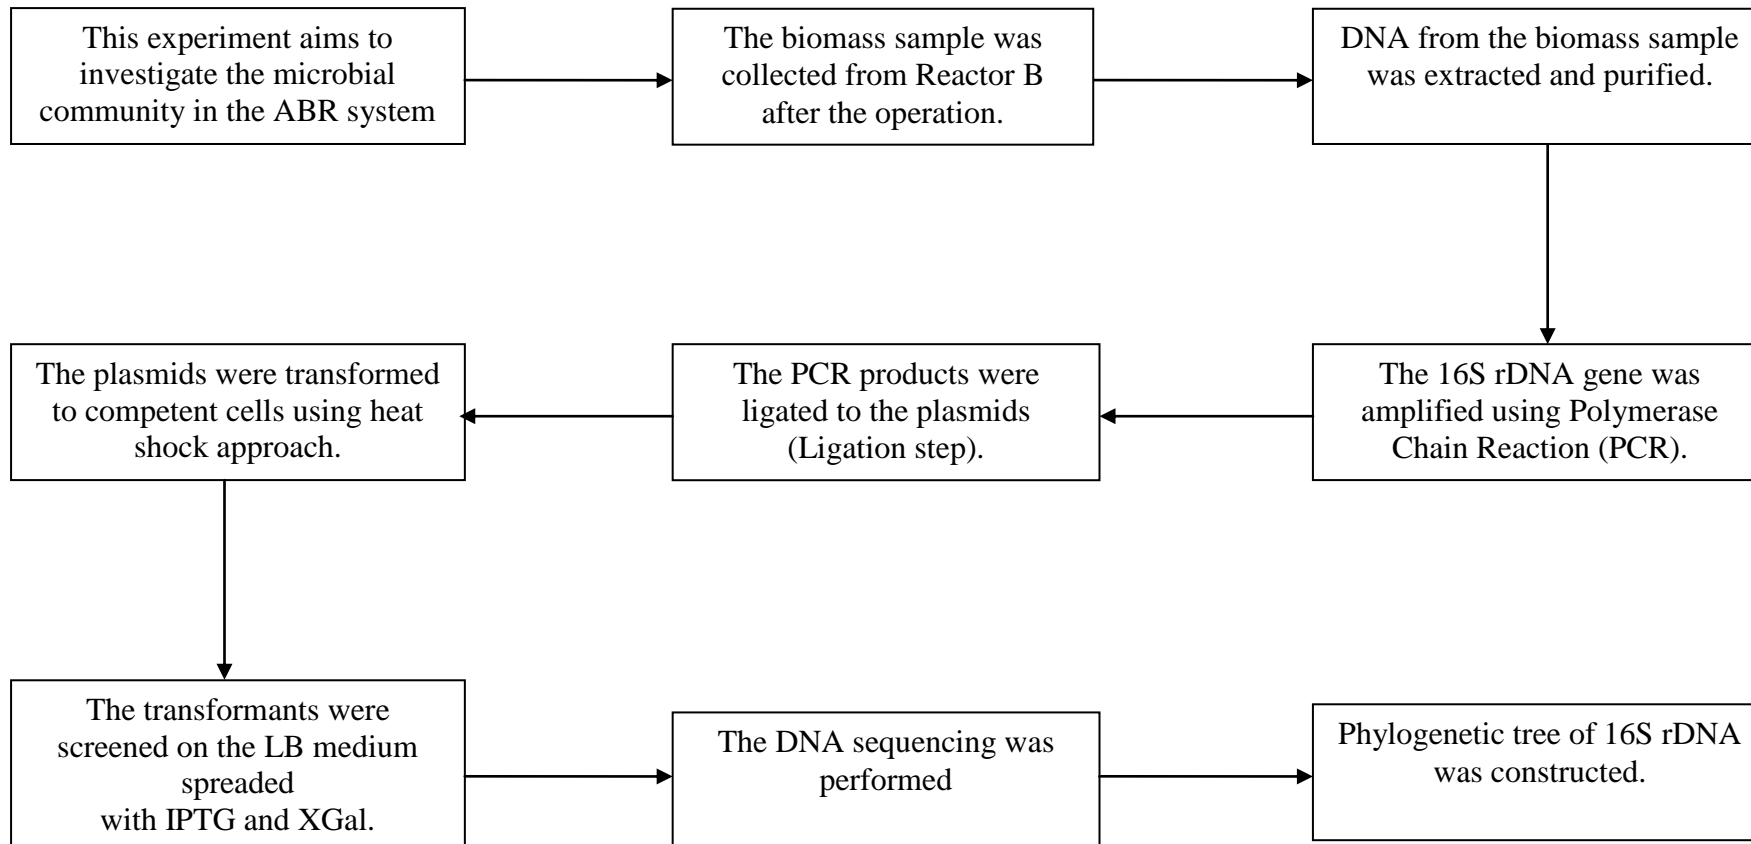 This experiment aims to
investigate the microbial
community in the ABR system
The biomass sample was
collected from Reactor B
after the operation.
DNA from the biomass sample
was extracted and purified.
The 16S rDNA gene was
amplified using Polymerase
Chain Reaction (PCR).
The PCR products were
ligated to the plasmids
(Ligation step).
The plasmids were transformed
to competent cells using heat
shock approach.
The transformants were
screened on the LB medium
spreaded
with IPTG and XGal.
The DNA sequencing was
performed
Phylogenetic tree of 16S rDNA
was constructed.